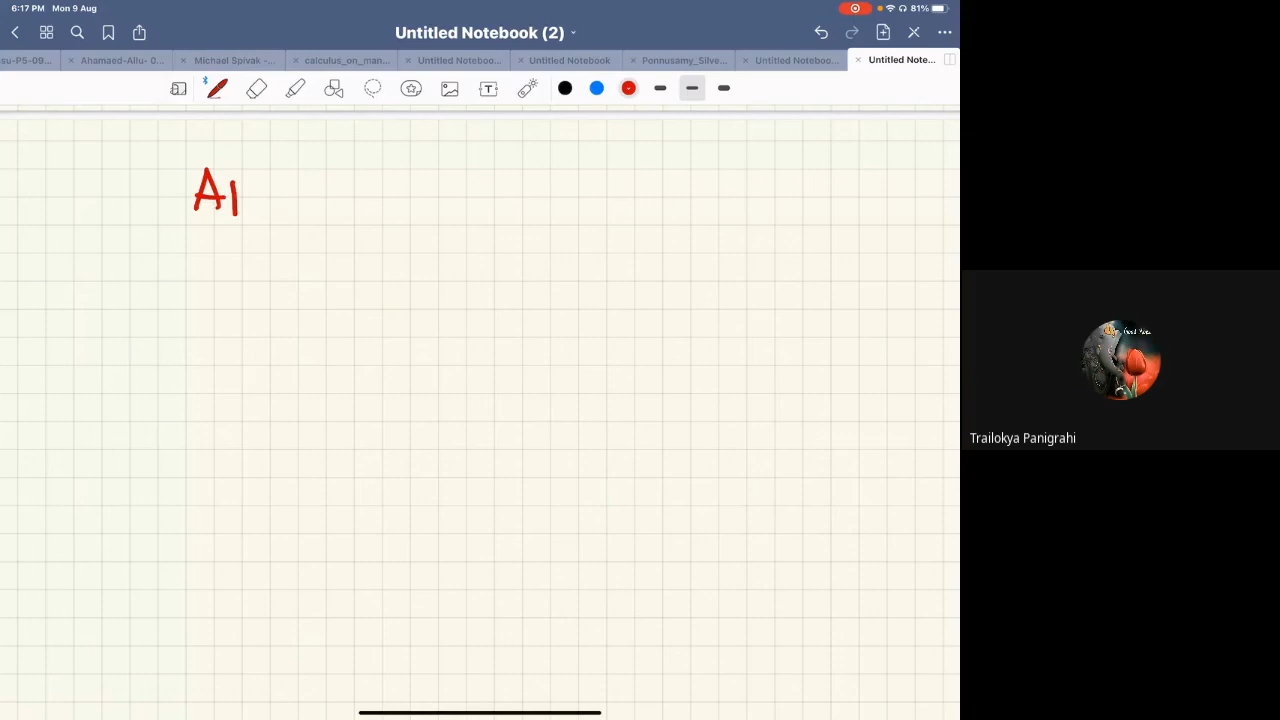 6:17 PM Mon 9 Aug
81%
Untitled Notebook (2)
su-P5-09...
Ahamaed-Allu- 0...
Michael Spivak -...
calculus_on_man...
Untitled Noteboo...
Untitled Notebook
Ponnusamy_Silve...
Untitled Noteboo...
Untitled Note...
T
A1
Trailokya Panigrahi